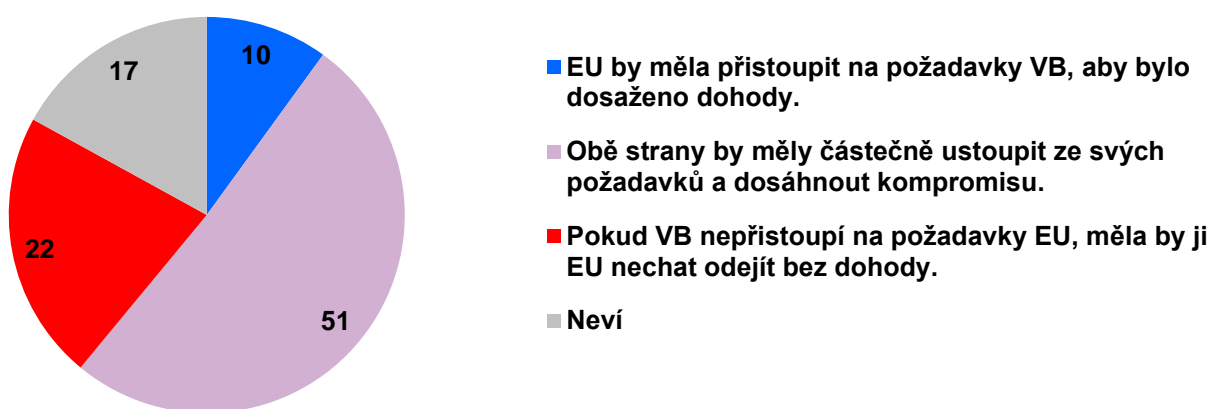 10
17
22
51
EU by měla přistoupit na požadavky VB, aby bylo
dosaženo dohody.
Obě strany by měly částečně ustoupit ze svých
požadavků a dosáhnout kompromisu.
Pokud VB nepřistoupí na požadavky EU, měla by ji
EU nechat odejít bez dohody.
Neví